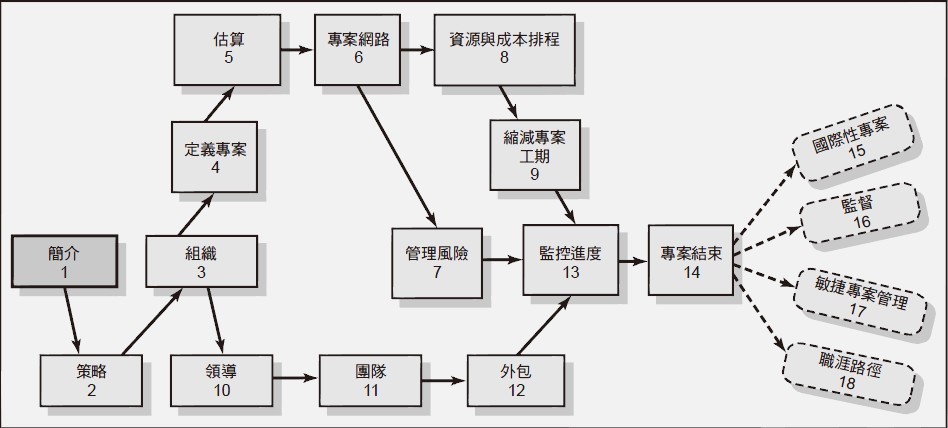 估算
5
專案網路
6
資源與成本排程
8
定義專案
4
縮減專案
工期
9
國際性專案
15
監督
16
簡介
1
組織
3
管理風險
7
監控進度
13
專案結束
14
敏捷專案管理
17
策略
2
領導
10
團隊
11
外包
12
職涯路徑
18